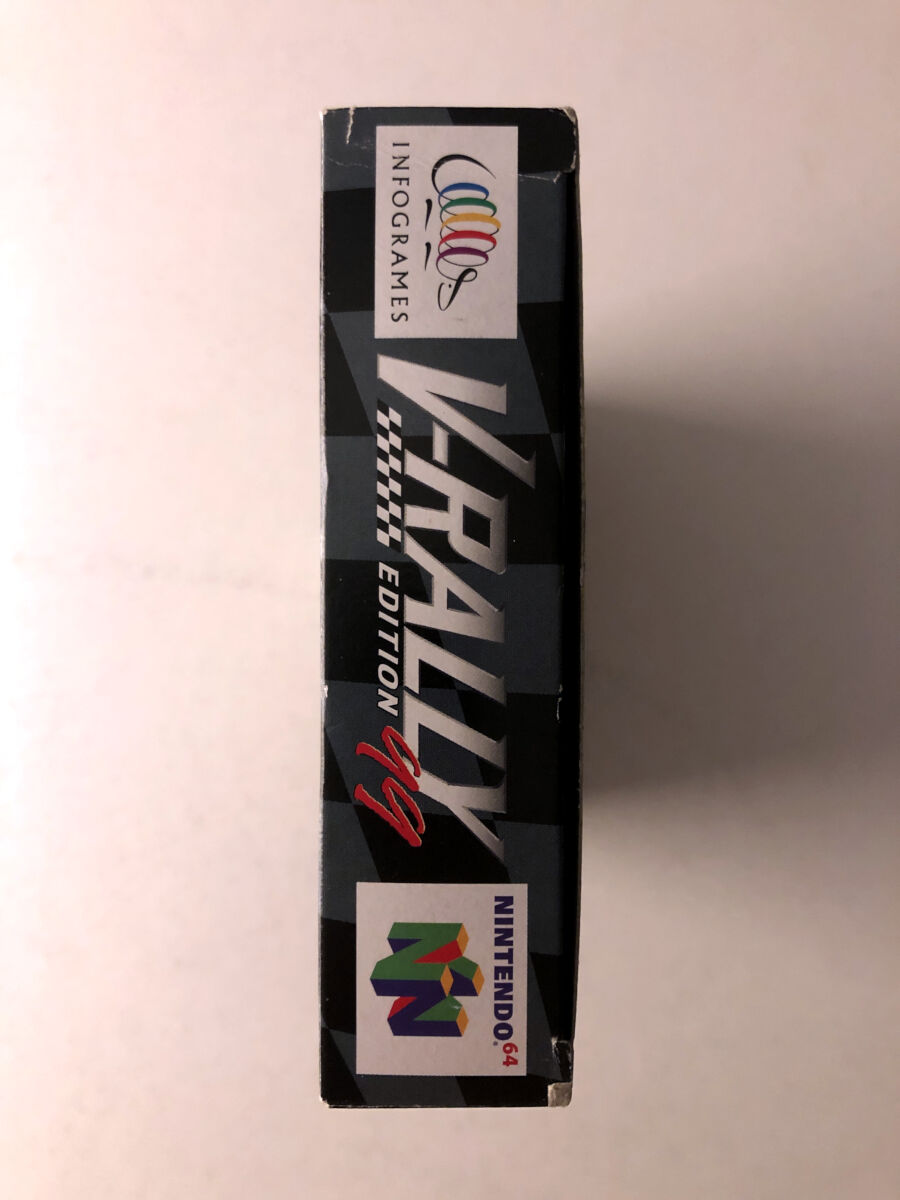 INFOGRAMES
V-RALLY
EDITION 99
NINTENDO 64